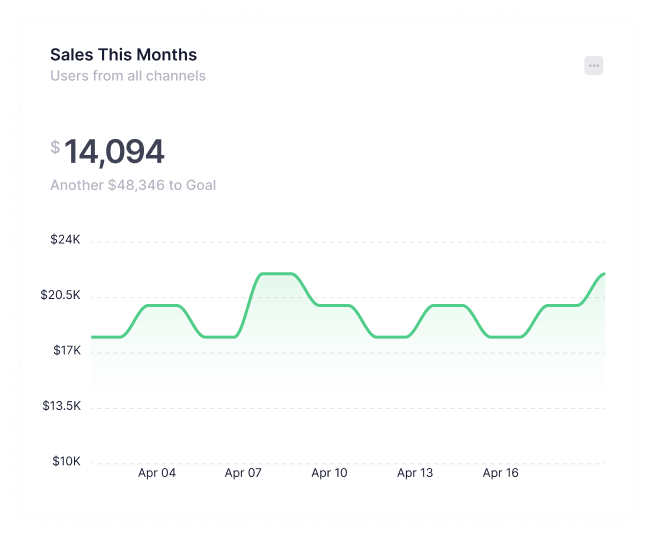 Sales This Months
Users from all channels
$14,094
Another $48,346 to Goal
$24K
$20.5K
$17K
$13.5K
$10K
Apr 04 Apr 07 Apr 10 Apr 13 Apr 16